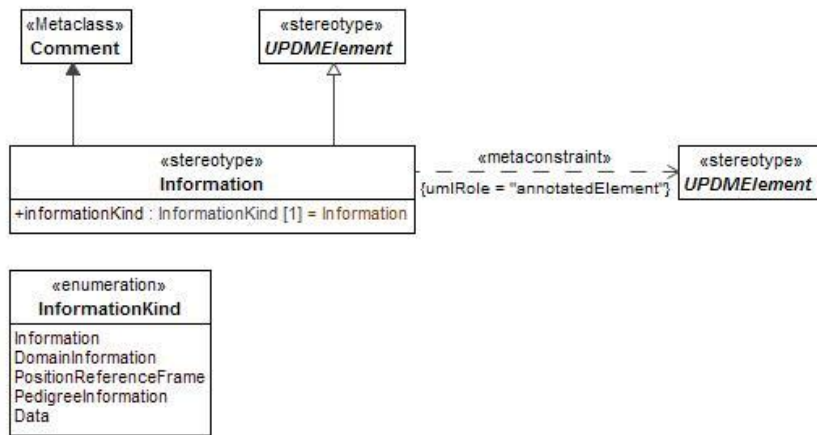 «Metaclass»
Comment
«stereotype»
UPDMElement
«stereotype»
Information
+informationKind : InformationKind [1] = Information
«metaconstraint»
{umlRole = "annotatedElement"}
«stereotype»
UPDMElement
«enumeration»
InformationKind
Information
DomainInformation
PositionReferenceFrame
PedigreeInformation
Data